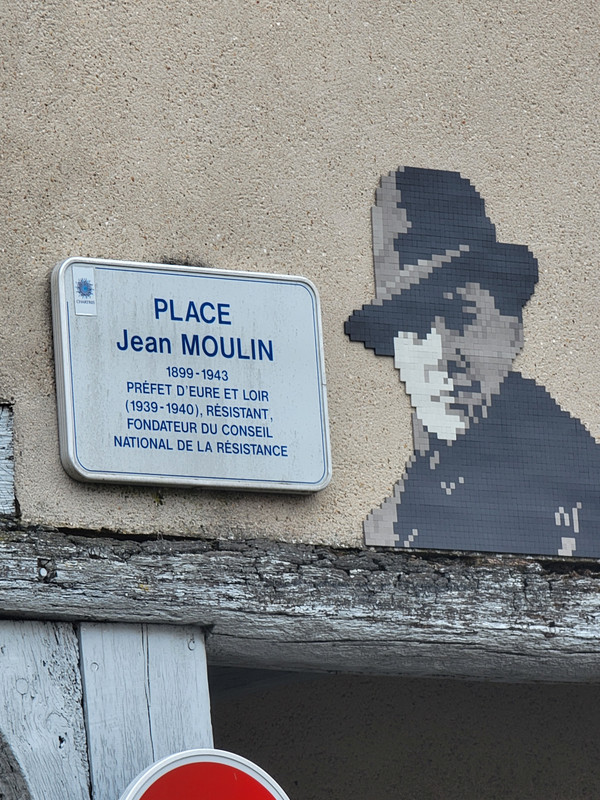 CHARTRES
PLACE
Jean MOULIN
1899-1943
PRÉFET D'EURE ET LOIR
(1939-1940), RÉSISTANT,
FONDATEUR DU CONSEIL
NATIONAL DE LA RÉSISTANCE